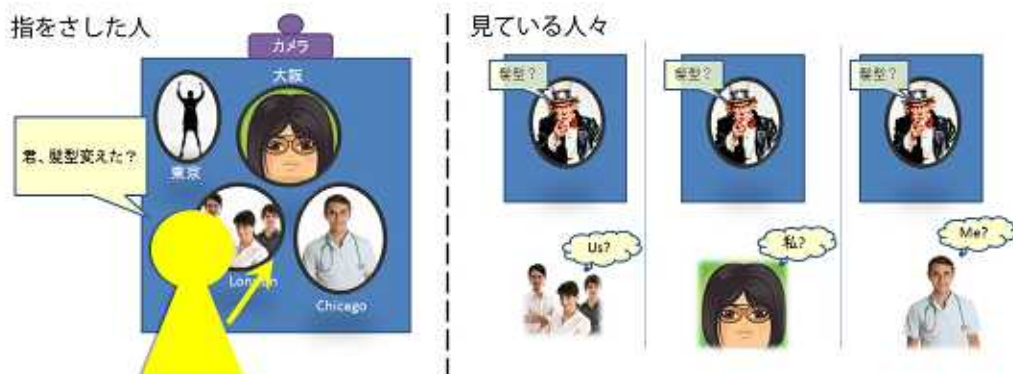 指をさした人
カメラ
大阪
君、髪型変えた？
東京
London
Chicago
見ている人々
髪型？
髪型？
髪型？
Us?
私?
Me?